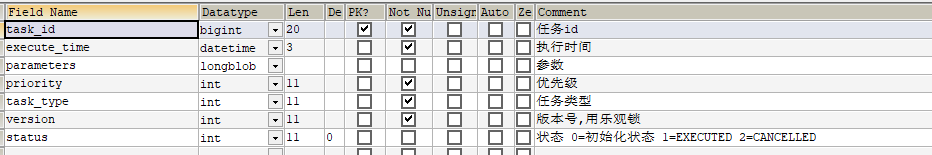 Field Name Datatype Len De PK? Not Nu Unsign Auto Ze Comment
task_id bigint 20 任务id
execute_time datetime 3 执行时间
parameters longblob 参数
priority int 11 优先级
task_type int 11 任务类型
version int 11 版本号,用乐观锁
status int 11 0 状态 0=初始化状态 1=EXECUTED 2=CANCELLED